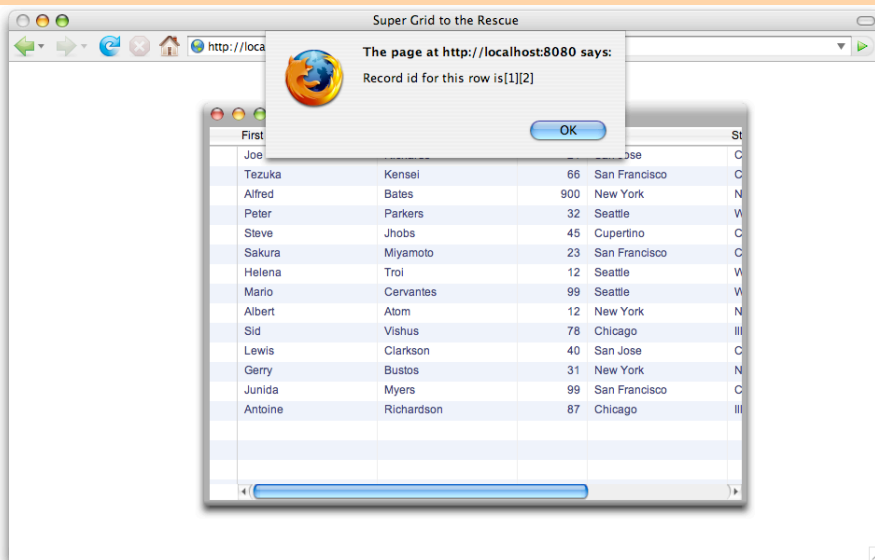 Super Grid to the Rescue
http://loca
The page at http://localhost:8080 says:
Record id for this row is[1][2]
OK
First St
Joe C
Tezuka Kensei 66 San Francisco C
Alfred Bates 900 New York N
Peter Parkers 32 Seattle W
Steve Jhobs 45 Cupertino C
Sakura Miyamoto 23 San Francisco C
Helena Troi 12 Seattle W
Mario Cervantes 99 Seattle W
Albert Atom 12 New York N
Sid Vishus 78 Chicago Ill
Lewis Clarkson 40 San Jose C
Gerry Bustos 31 New York N
Junida Myers 99 San Francisco C
Antoine Richardson 87 Chicago Ill